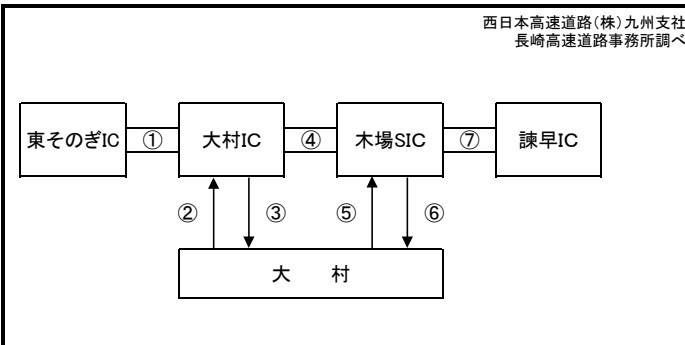 西日本高速道路(株)九州支社
長崎高速道路事務所調べ
東そのぎIC ① 大村IC ④ 木場SIC ⑦ 諫早IC
② ③ ⑤ ⑥
大 村